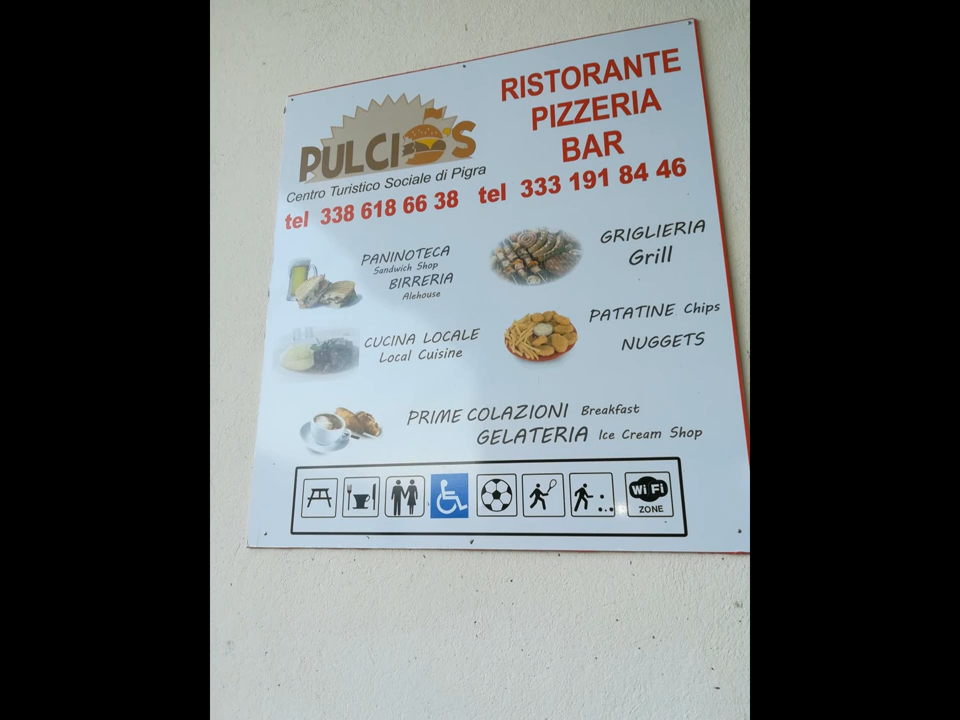 PULCI S'S
Centro Turistico Sociale di Pigra
tel 338 618 66 38
RISTORANTE
PIZZERIA
BAR
tel 333 191 84 46
PANINOTECA
Sandwich Shop
BIRRERIA
Alehouse
GRIGLIERIA
Grill
CUCINA LOCALE
Local Cuisine
PATATINE Chips
NUGGETS
PRIME COLAZIONI Breakfast
GELATERIA Ice Cream Shop
Wi Fi
ZONE